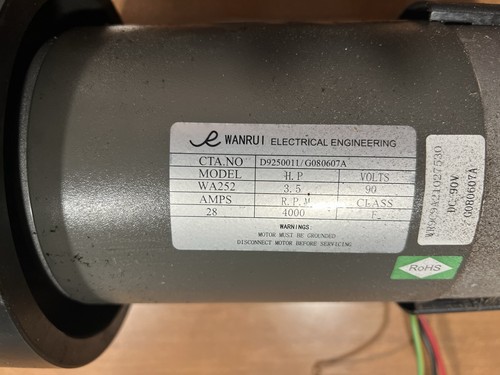 WANRUI ELECTRICAL ENGINEERING
CTA.NO D9250011/G080607A
MODEL H.P VOLTS
WA252 3.5 90
AMPS R.P.M CLASS
28 4000 F
WARNINGS:
MOTOR MUST BE GROUNDED
DISCONNECT MOTOR BEFORE SERVICING
DC:90V
G080607A
RoHS